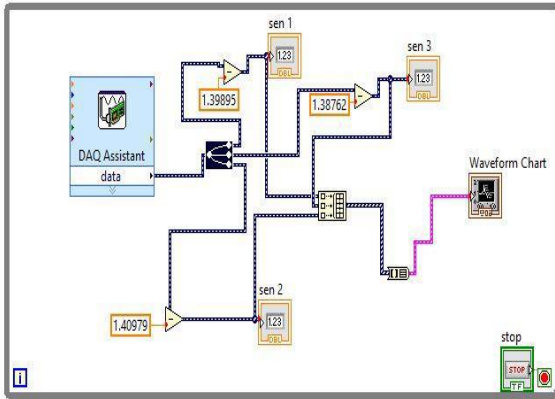 sen 1
1.23
DBL
sen 3
1.23
DBL
1.39895
1.38762
DAQ Assistant
data
Waveform Chart
sen 2
1.23
DBL
1.40979
stop
STOP
TF
i